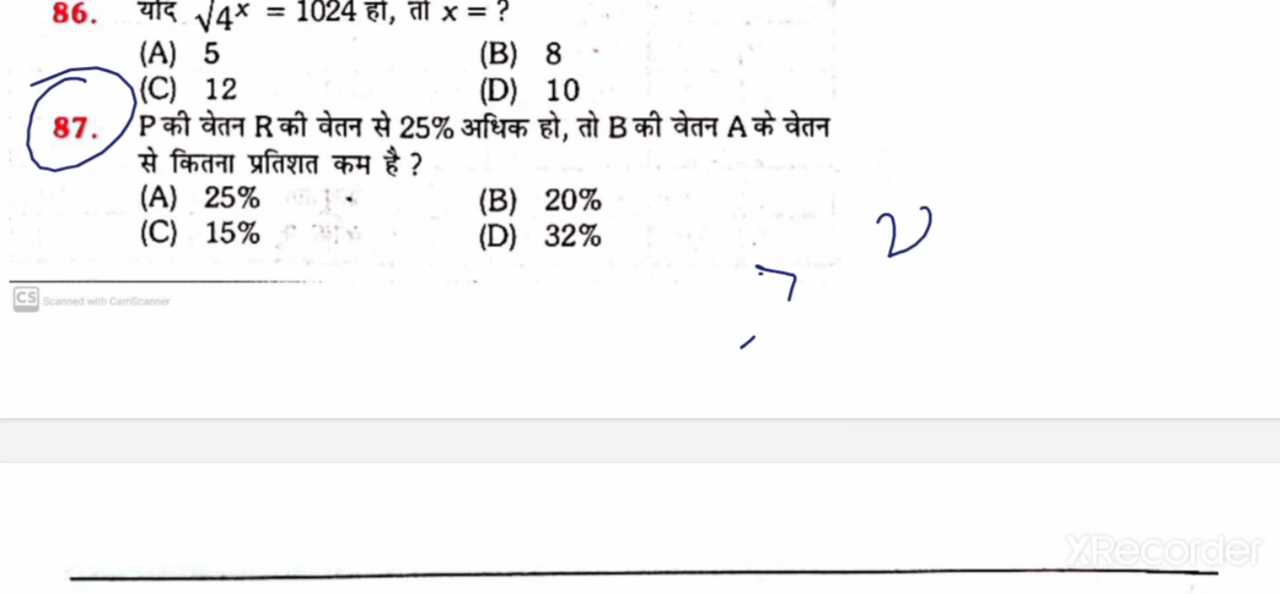 86. यदि √4ˣ = 1024 हो, तो x = ?
(A) 5 (B) 8
(C) 12 (D) 10
87. P की वेतन R की वेतन से 25% अधिक हो, तो B की वेतन A के वेतन
से कितना प्रतिशत कम है ?
(A) 25% (B) 20%
(C) 15% (D) 32%
CS Scanned with CamScanner
XRecorder